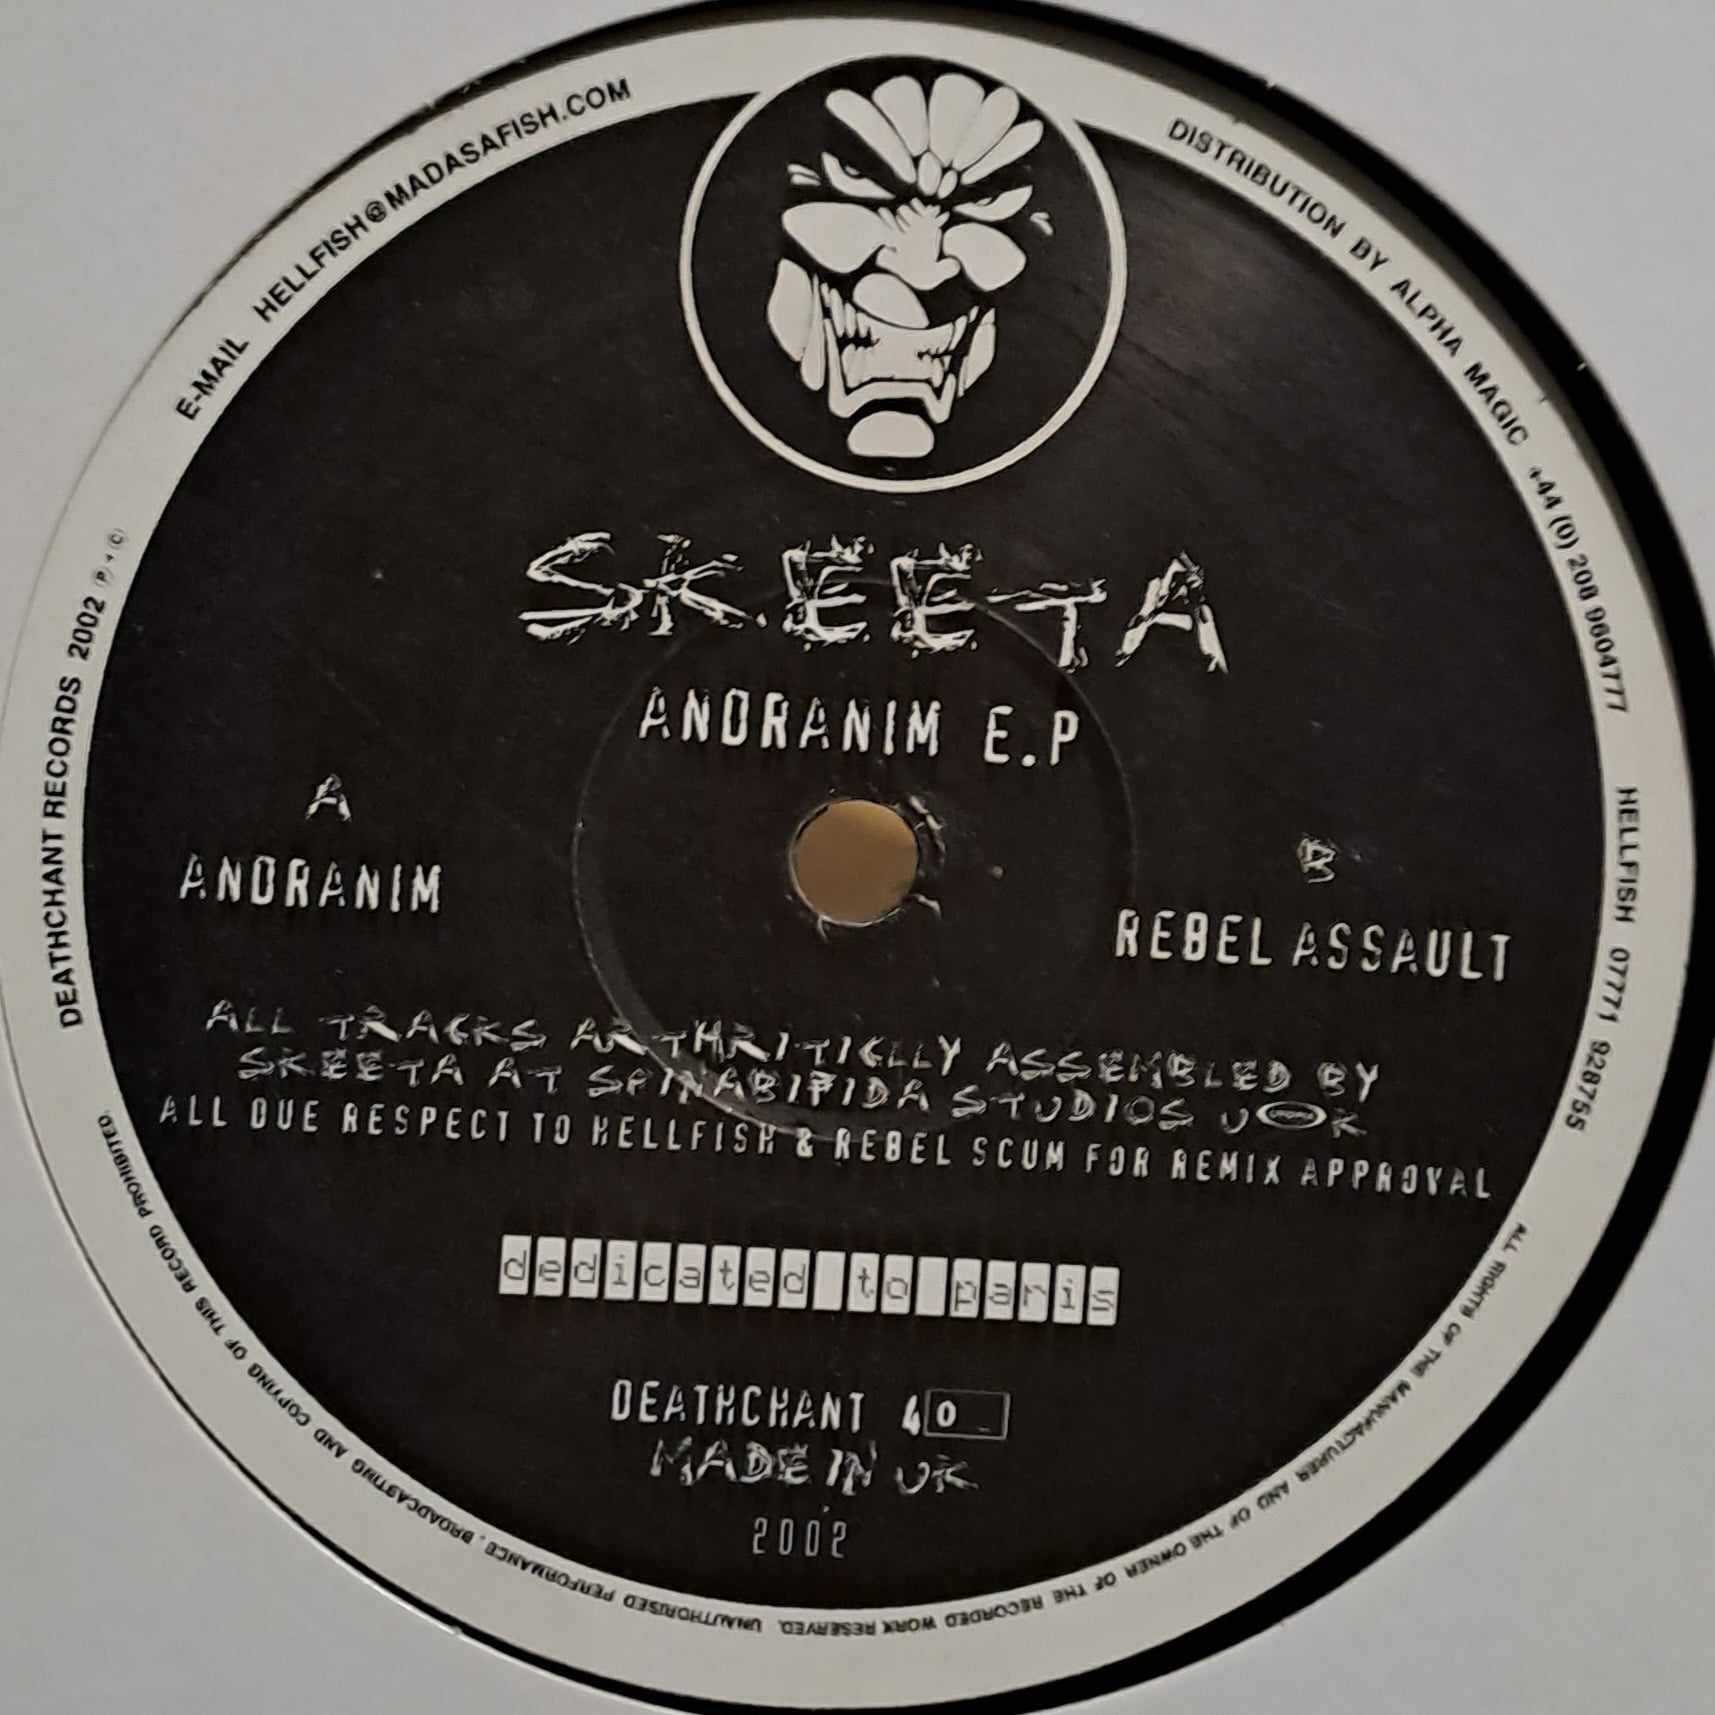 E-MAIL HELLFISH@MADASAFISH.COM
DISTRIBUTION BY ALPHA MAGIC +44 (0) 208 9604777
HELLFISH 07771 928755
DEATHCHANT RECORDS 2002 (P) + (C)
SKEETA
ANDRANIM E.P
A
ANDRANIM
B
REBEL ASSAULT
ALL TRACKS ARTHRITICLLY ASSEMBLED BY
SKEETA AT SPINABIFIDA STUDIOS U K
ALL DUE RESPECT TO HELLFISH & REBEL SCUM FOR REMIX APPROVAL
dedicated to paris
DEATHCHANT 40
MADE IN UK
2002
ALL RIGHTS OF THE MANUFACTURER AND OF THE OWNER OF THE RECORDED WORK RESERVED. UNAUTHORISED PERFORMANCE, BROADCASTING AND COPYING OF THIS RECORD PROHIBITED.